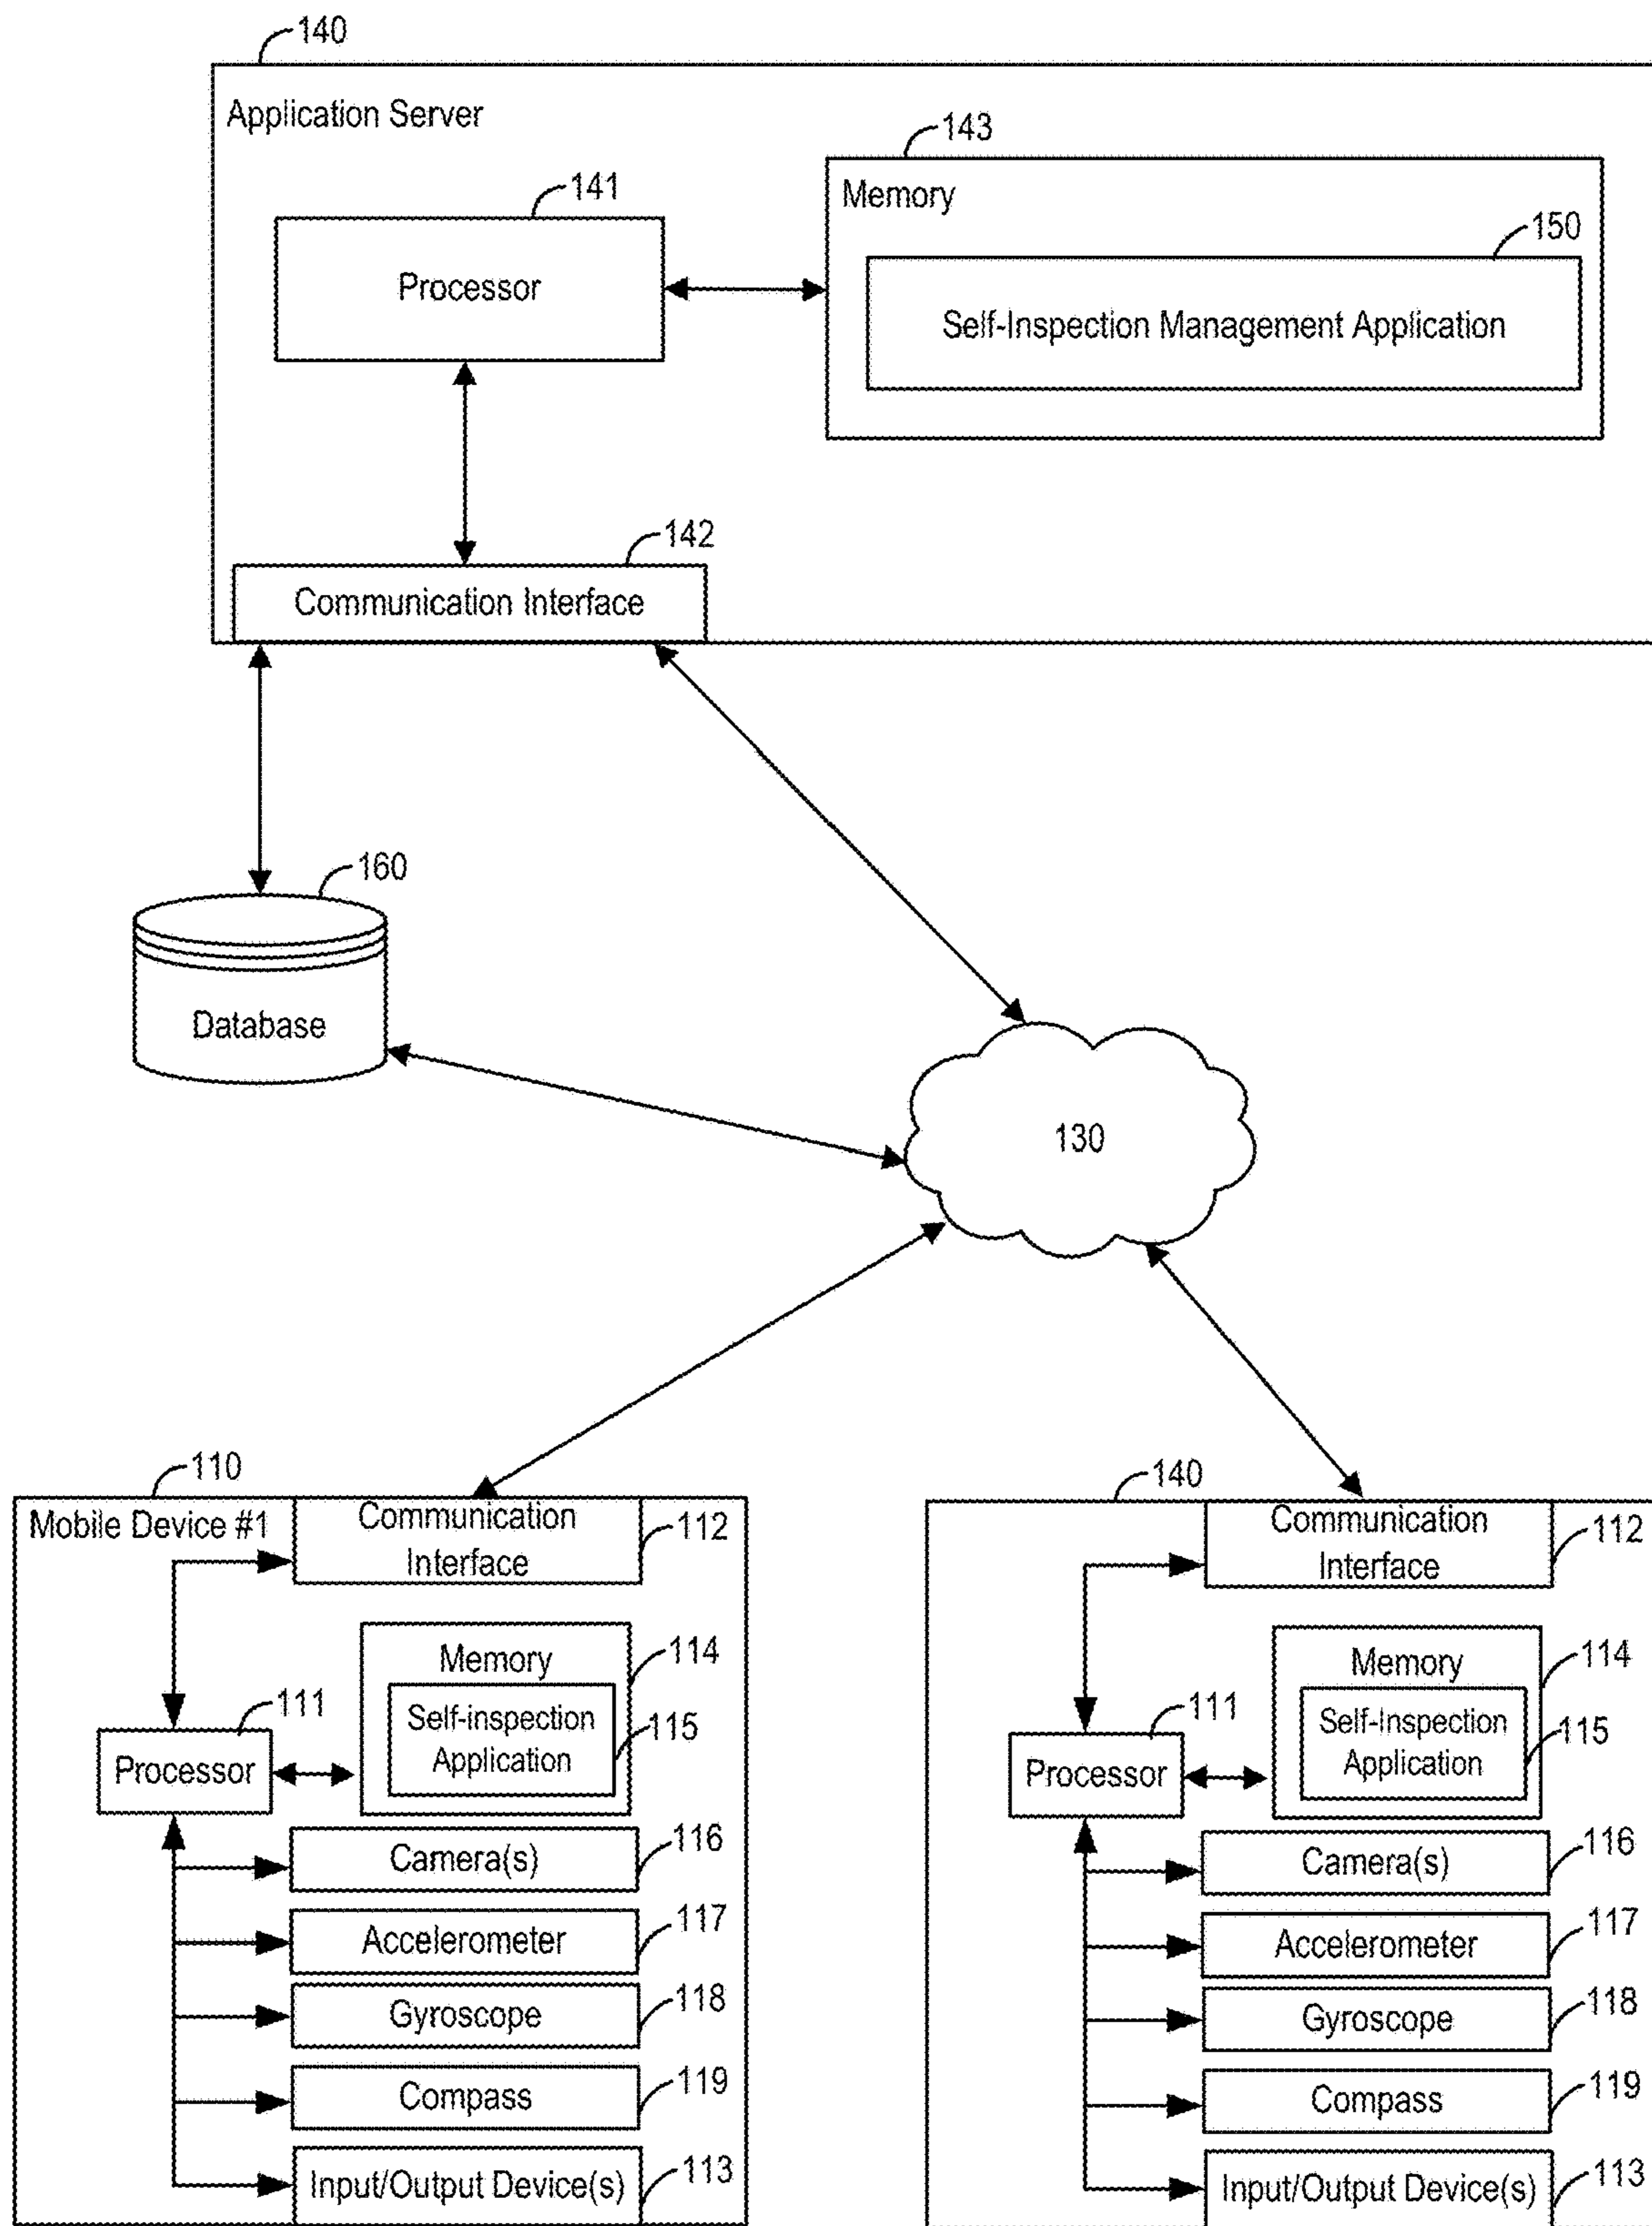 140
Application Server
143
Memory
141
150
Processor
Self-Inspection Management Application
142
Communication Interface
160
Database
130
110
Mobile Device #1
Communication
Interface
112
Memory
114
111
Self-inspection
Application
115
Processor
Camera(s)
116
Accelerometer
117
Gyroscope
118
Compass
119
Input/Output Device(s)
113
140
Communication
Interface
112
Memory
114
111
Self-Inspection
Application
115
Processor
Camera(s)
116
Accelerometer
117
Gyroscope
118
Compass
119
Input/Output Device(s)
113